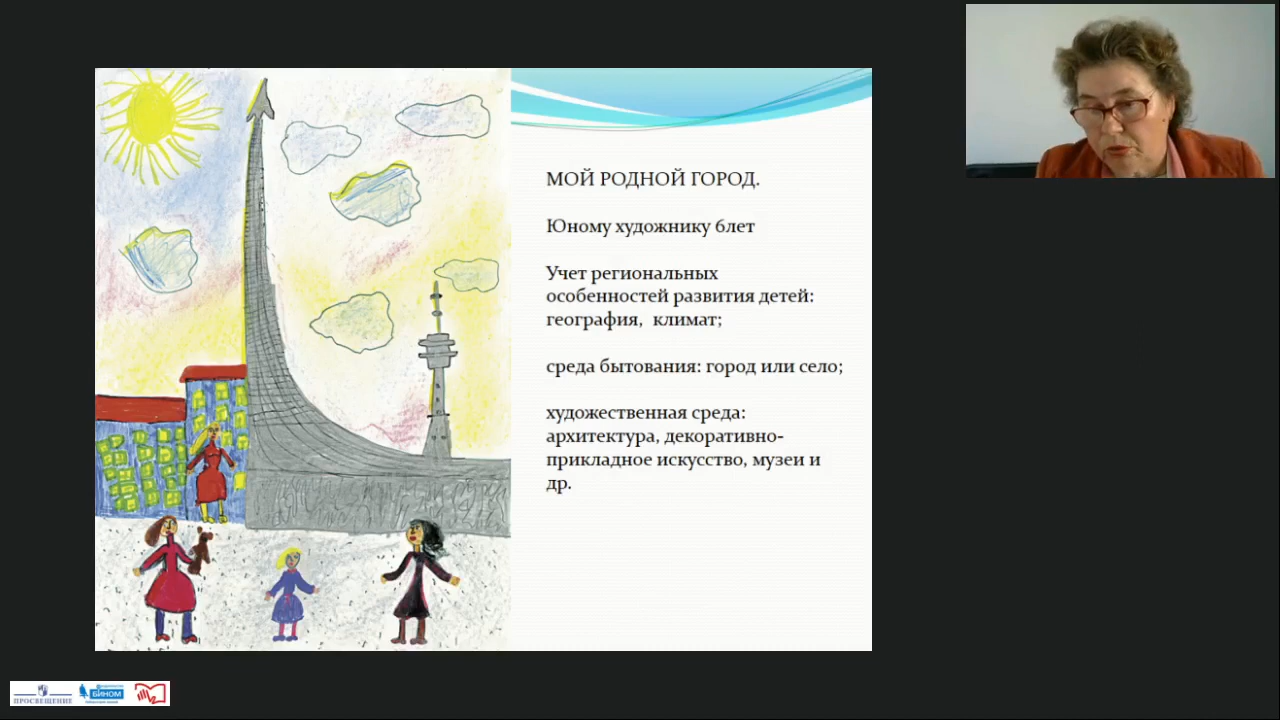 МОЙ РОДНОЙ ГОРОД.
Юному художнику 6лет
Учет региональных
особенностей развития детей:
география, климат;
среда бытования: город или село;
художественная среда:
архитектура, декоративно-
прикладное искусство, музеи и
др.
ПРОСВЕЩЕНИЕ
БИНОМ